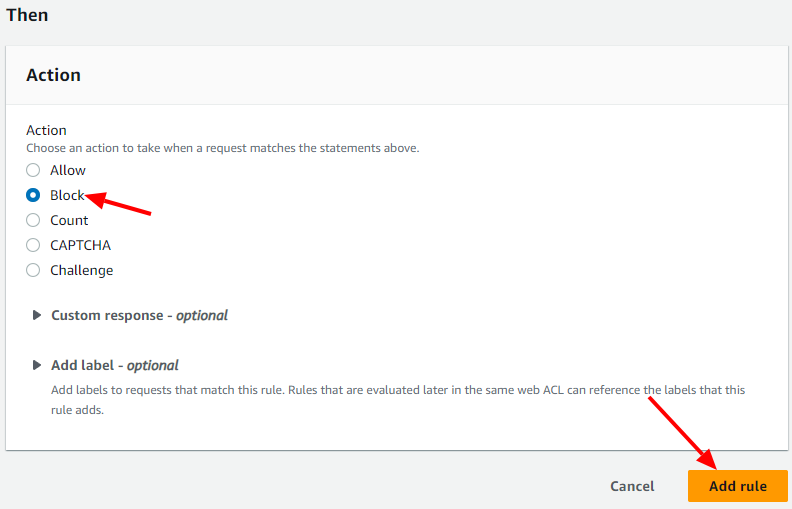 Then
Action
Action
Choose an action to take when a request matches the statements above.
Allow
Block
Count
CAPTCHA
Challenge
Custom response - optional
Add label - optional
Add labels to requests that match this rule. Rules that are evaluated later in the same web ACL can reference the labels that this
rule adds.
Cancel
Add rule